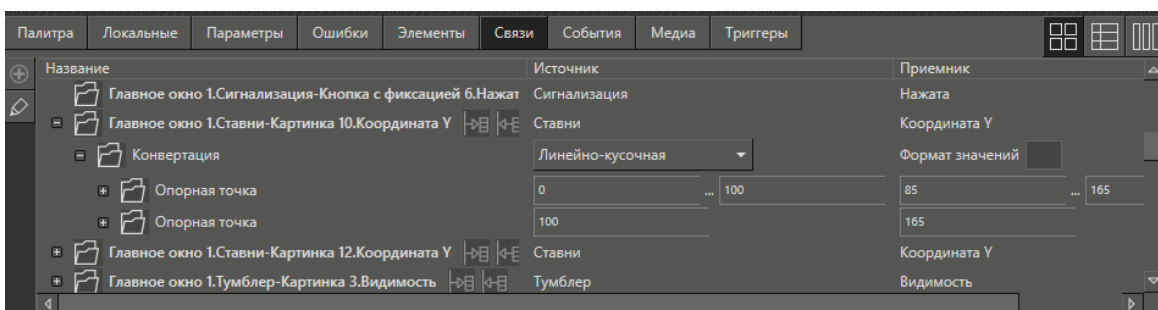 Палитра Локальные Параметры Ошибки Элементы Связи События Медиа Триггеры
Название Источник Приемник
Главное окно 1.Сигнализация-Кнопка с фиксацией 6.Нажат Сигнализация Нажата
Главное окно 1.Ставни-Картинка 10.Координата Y Ставни Координата Y
Конвертация Линейно-кусочная Формат значений
Опорная точка 0 ... 100 85 ... 165
Опорная точка 100 165
Главное окно 1.Ставни-Картинка 12.Координата Y Ставни Координата Y
Главное окно 1.Тумблер-Картинка 3.Видимость Тумблер Видимость